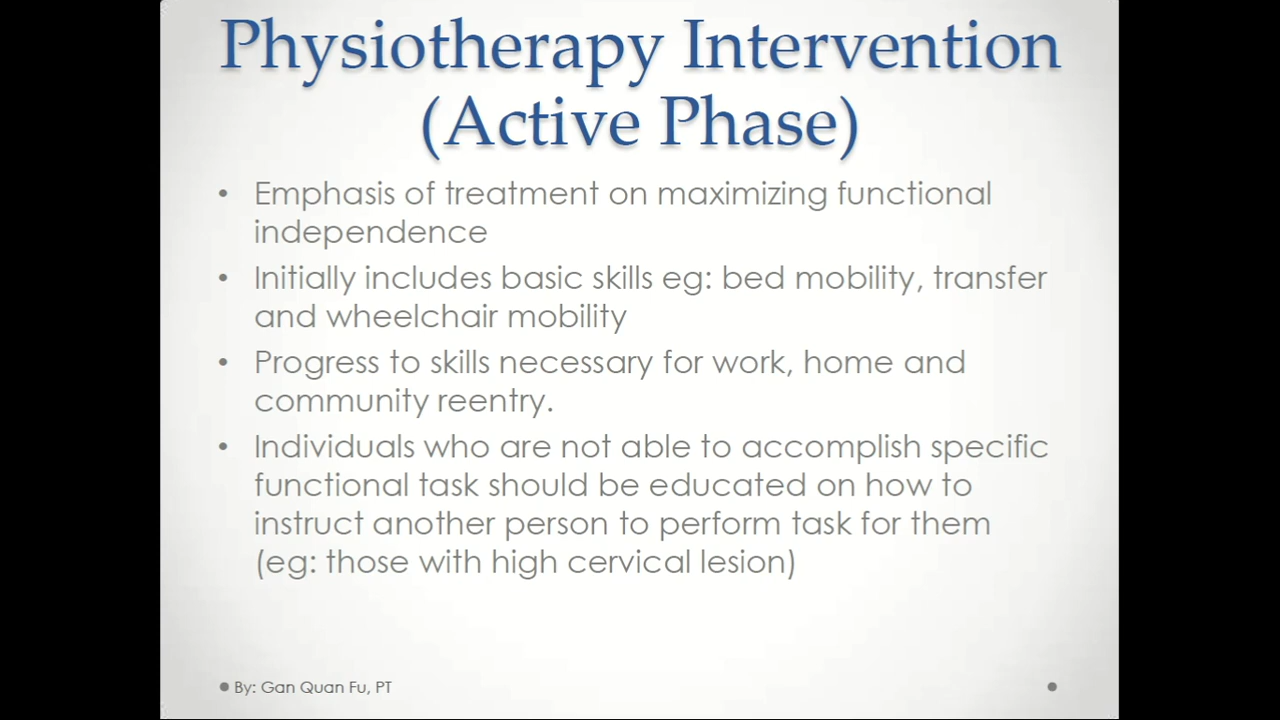 Physiotherapy Intervention
(Active Phase)
• Emphasis of treatment on maximizing functional
independence
• Initially includes basic skills eg: bed mobility, transfer
and wheelchair mobility
• Progress to skills necessary for work, home and
community reentry.
• Individuals who are not able to accomplish specific
functional task should be educated on how to
instruct another person to perform task for them
(eg: those with high cervical lesion)
By: Gan Quan Fu, PT